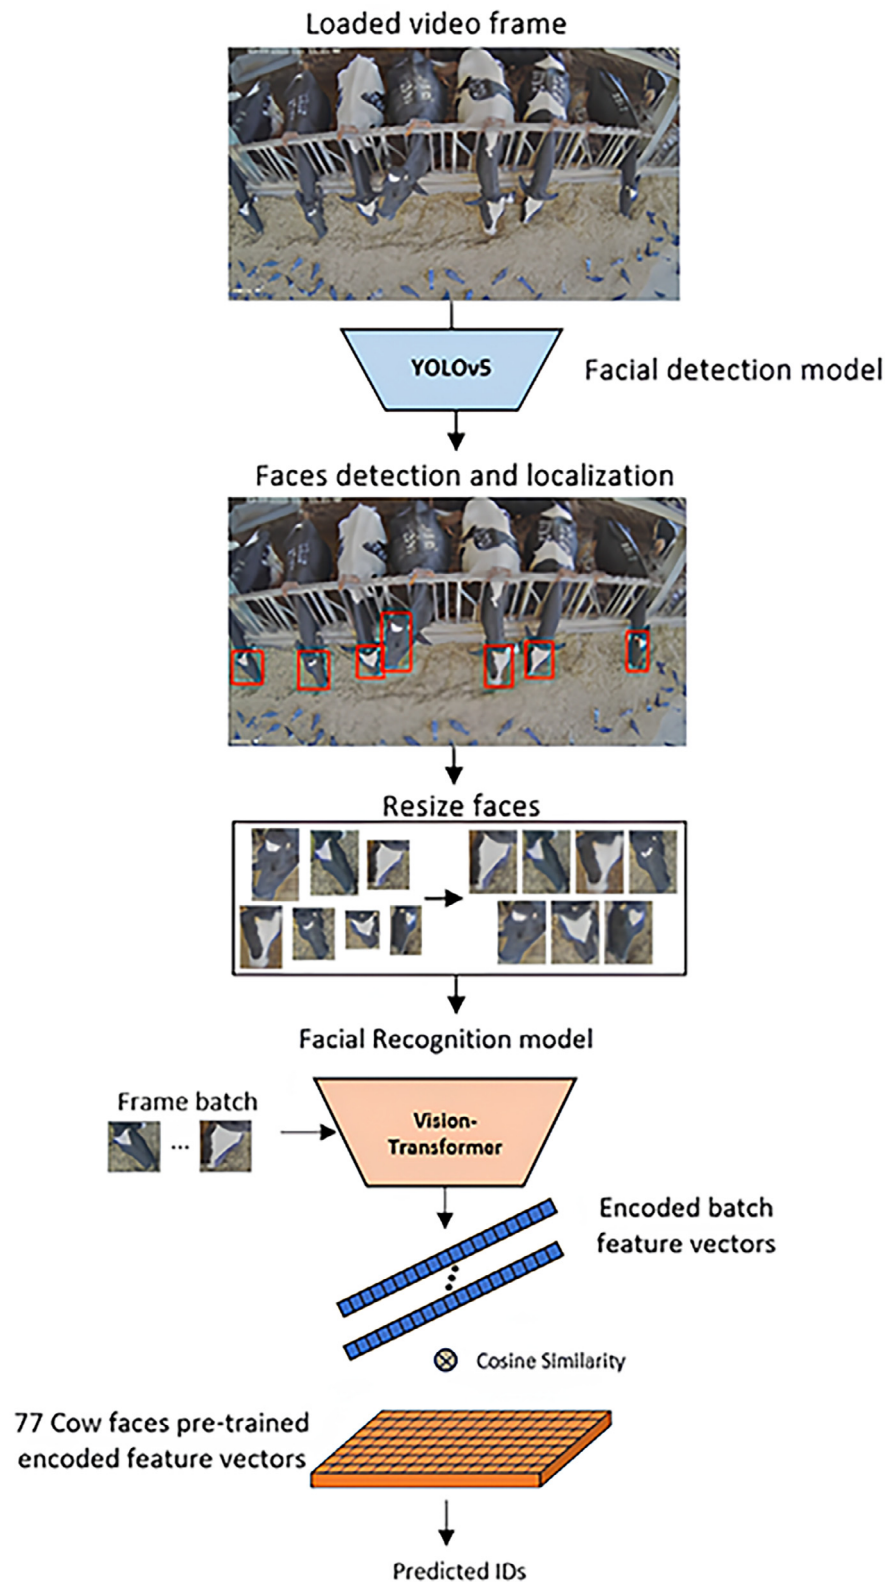 Loaded video frame
YOLOv5
Facial detection model
Faces detection and localization
Resize faces
Facial Recognition model
Frame batch
...
Vision-
Transformer
Encoded batch
feature vectors
Cosine Similarity
77 Cow faces pre-trained
encoded feature vectors
Predicted IDs